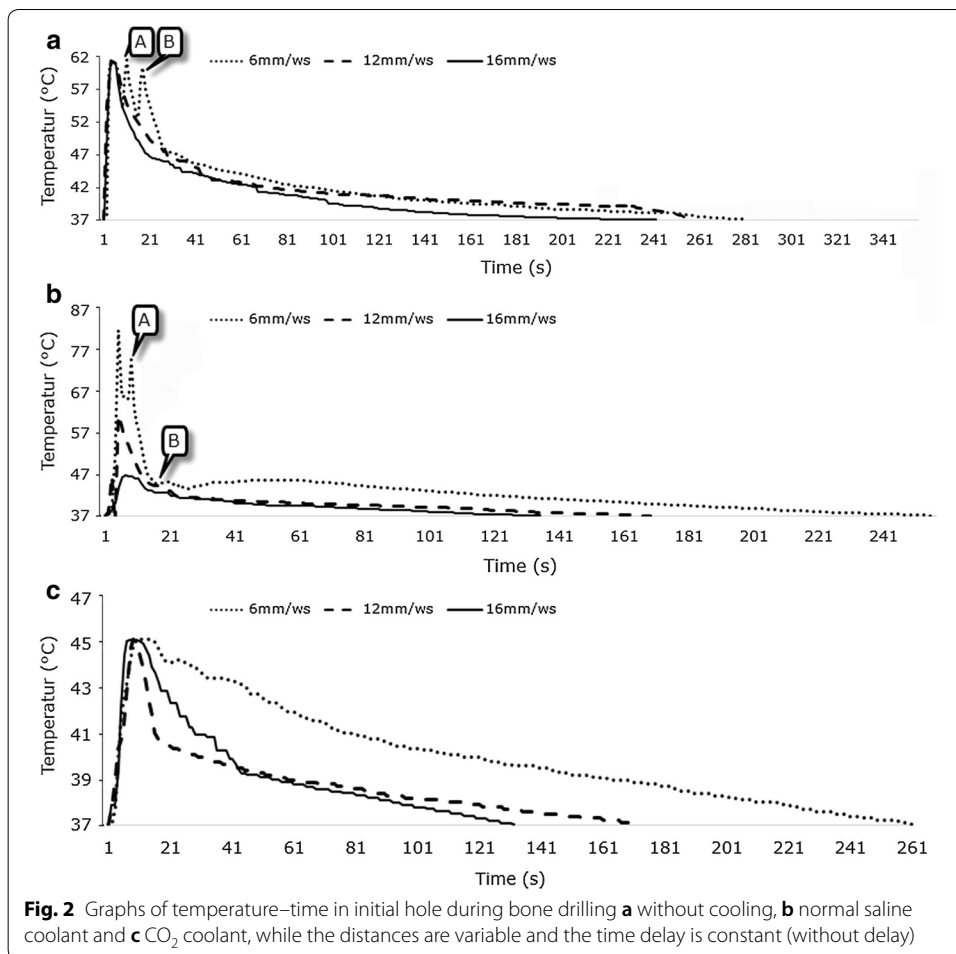 a
A B
6mm/ws 12mm/ws 16mm/ws
Temperatur (°C)
62
57
52
47
42
37
1 21 41 61 81 101 121 141 161 181 201 221 241 261 281 301 321 341
Time (s)
b
6mm/ws 12mm/ws 16mm/ws
A
B
Temperatur (°C)
87
77
67
57
47
37
1 21 41 61 81 101 121 141 161 181 201 221 241
Time (s)
c
6mm/ws 12mm/ws 16mm/ws
Temperatur (°C)
47
45
43
41
39
37
1 21 41 61 81 101 121 141 161 181 201 221 241 261
Time (s)
Fig. 2 Graphs of temperature–time in initial hole during bone drilling a without cooling, b normal saline
coolant and c CO₂ coolant, while the distances are variable and the time delay is constant (without delay)